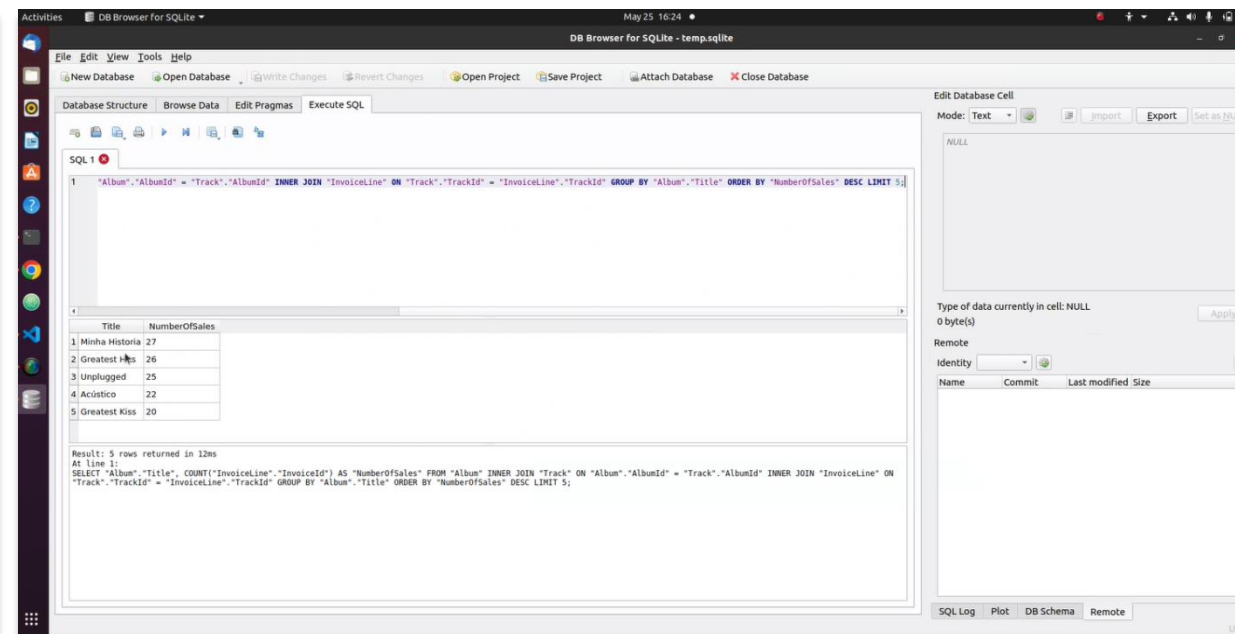 Activities DB Browser for SQLite May 25 16:24
DB Browser for SQLite - temp.sqlite
File Edit View Tools Help
New Database Open Database Write Changes Revert Changes Open Project Save Project Attach Database Close Database
Database Structure Browse Data Edit Pragmas Execute SQL
SQL 1
1 "Album"."AlbumId" = "Track"."AlbumId" INNER JOIN "InvoiceLine" ON "Track"."TrackId" = "InvoiceLine"."TrackId" GROUP BY "Album"."Title" ORDER BY "NumberOfSales" DESC LIMIT 5;
Title NumberOfSales
1 Minha Historia 27
2 Greatest Hits 26
3 Unplugged 25
4 Acústico 22
5 Greatest Kiss 20
Result: 5 rows returned in 12ms
At line 1:
SELECT "Album"."Title", COUNT("InvoiceLine"."InvoiceId") AS "NumberOfSales" FROM "Album" INNER JOIN "Track" ON "Album"."AlbumId" = "Track"."AlbumId" INNER JOIN "InvoiceLine" ON
"Track"."TrackId" = "InvoiceLine"."TrackId" GROUP BY "Album"."Title" ORDER BY "NumberOfSales" DESC LIMIT 5;
Edit Database Cell
Mode: Text Import Export Set as NU
NULL
Type of data currently in cell: NULL
0 byte(s)
Apply
Remote
Identity
Name Commit Last modified Size
SQL Log Plot DB Schema Remote